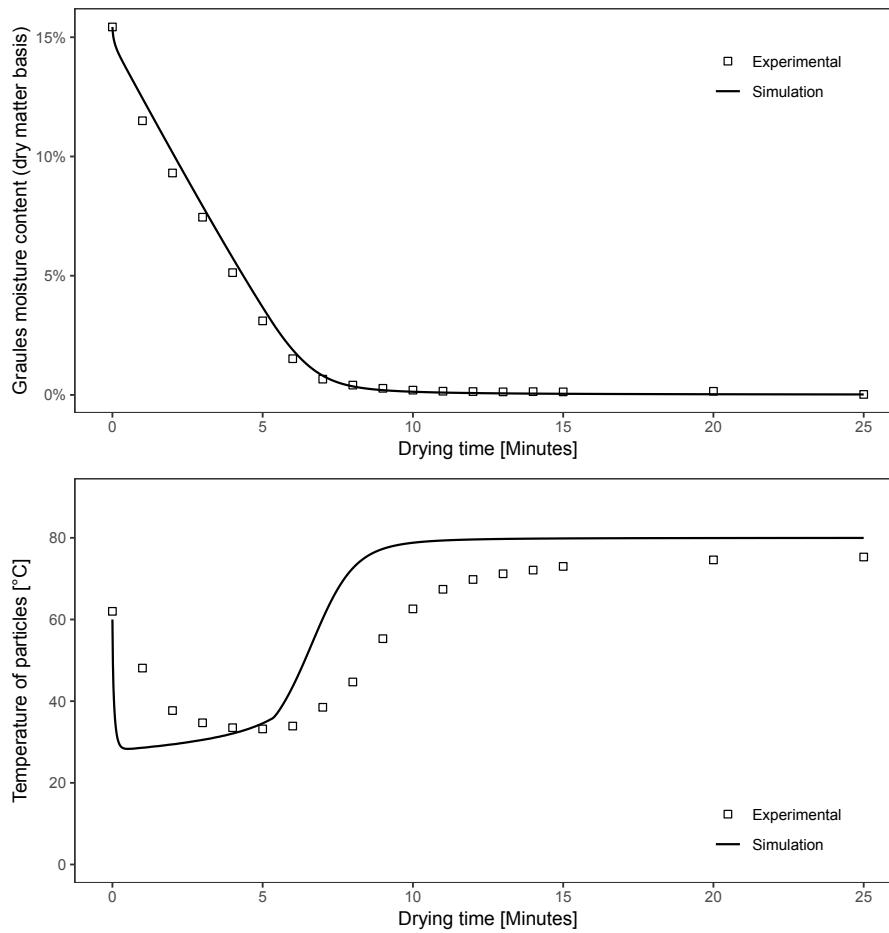 15%
10%
5%
0%
Graules moisture content (dry matter basis)
Experimental
Simulation
0
5
10
15
20
25
Drying time [Minutes]
80
60
40
20
0
Temperature of particles [°C]
Experimental
Simulation
0
5
10
15
20
25
Drying time [Minutes]